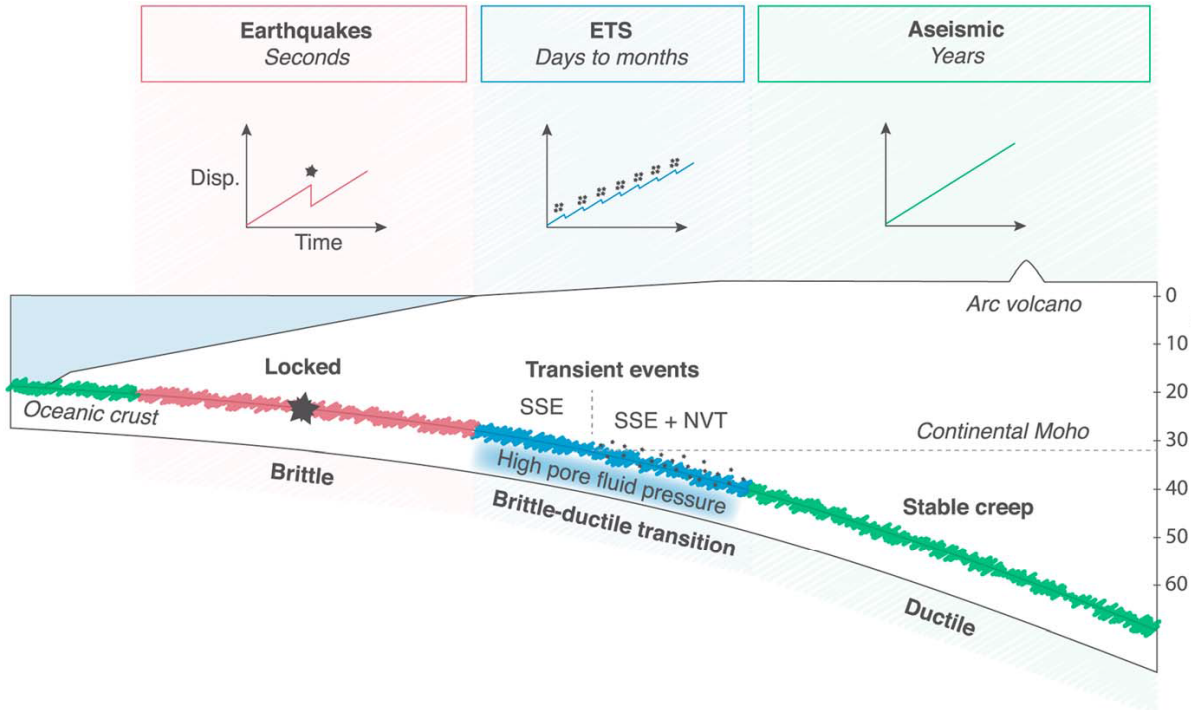 Earthquakes
Seconds
ETS
Days to months
Aseismic
Years
Disp.
Time
Arc volcano
0
10
20
30
40
50
60
Locked
Transient events
SSE
SSE + NVT
Oceanic crust
Continental Moho
High pore fluid pressure
Brittle
Brittle-ductile transition
Stable creep
Ductile